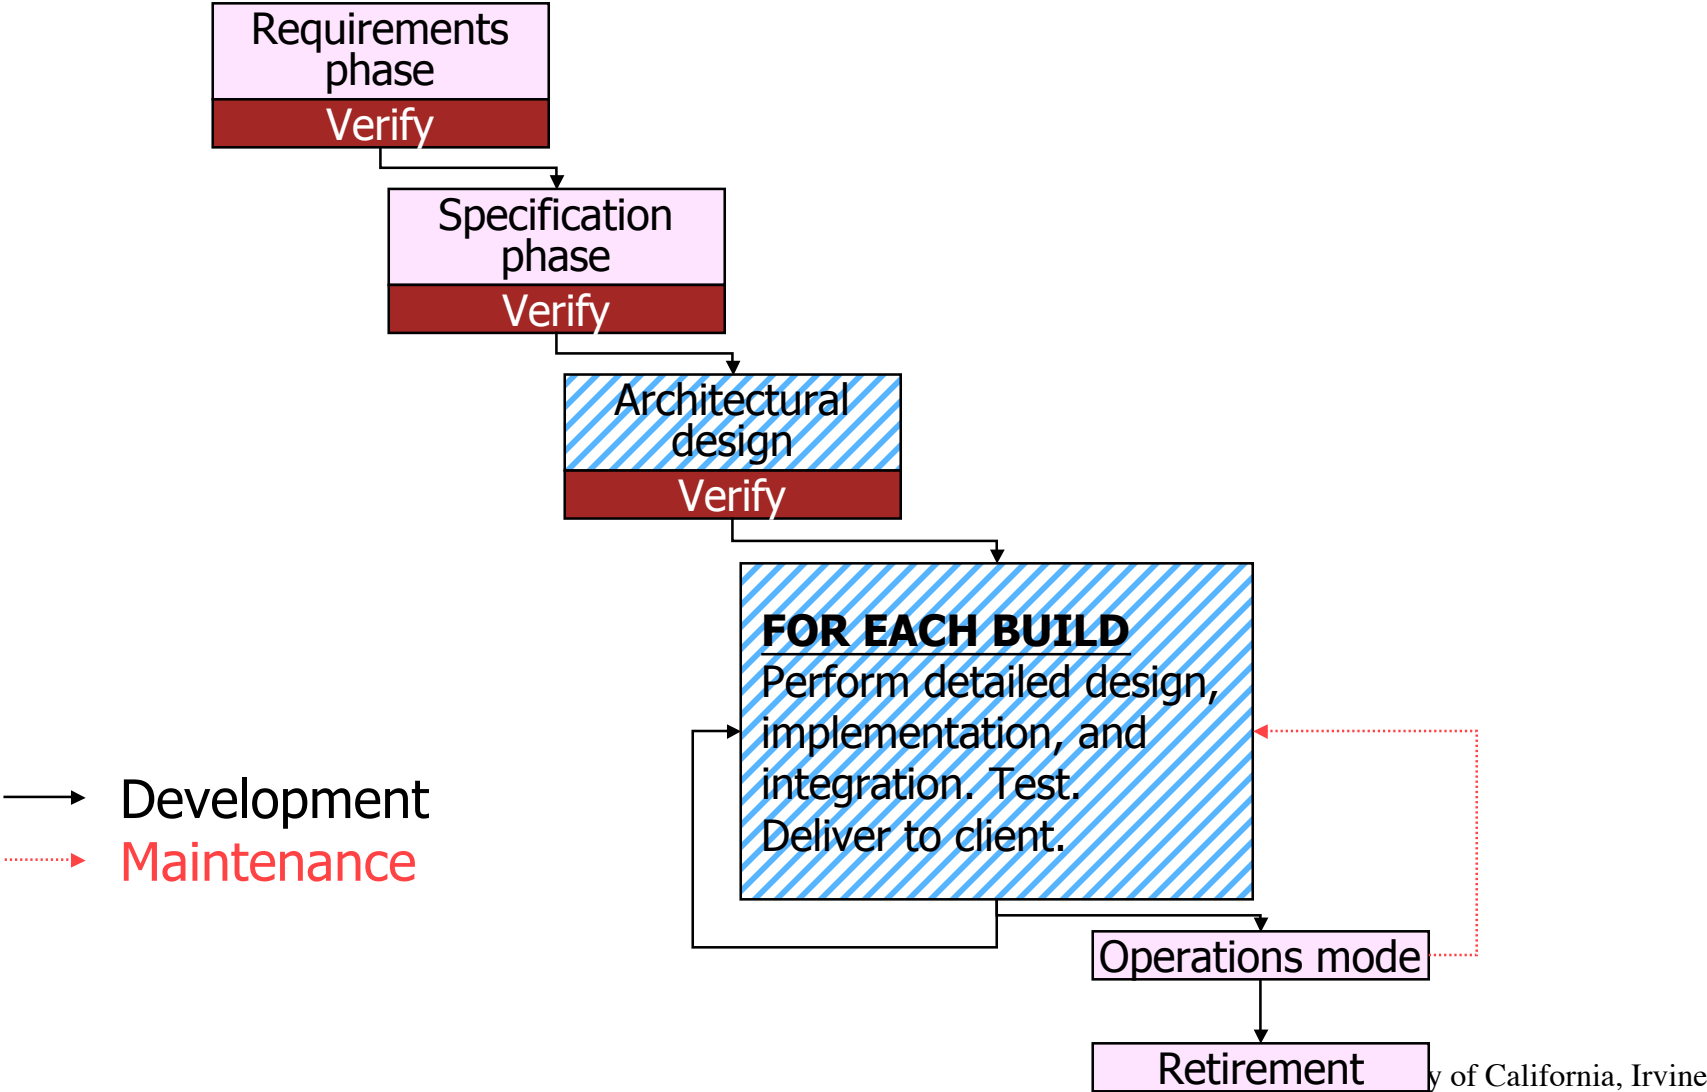 Requirements
phase
Verify
Specification
phase
Verify
Architectural
design
Verify
FOR EACH BUILD
Perform detailed design,
implementation, and
integration. Test.
Deliver to client.
Development
Maintenance
Operations mode
Retirement
of California, Irvine